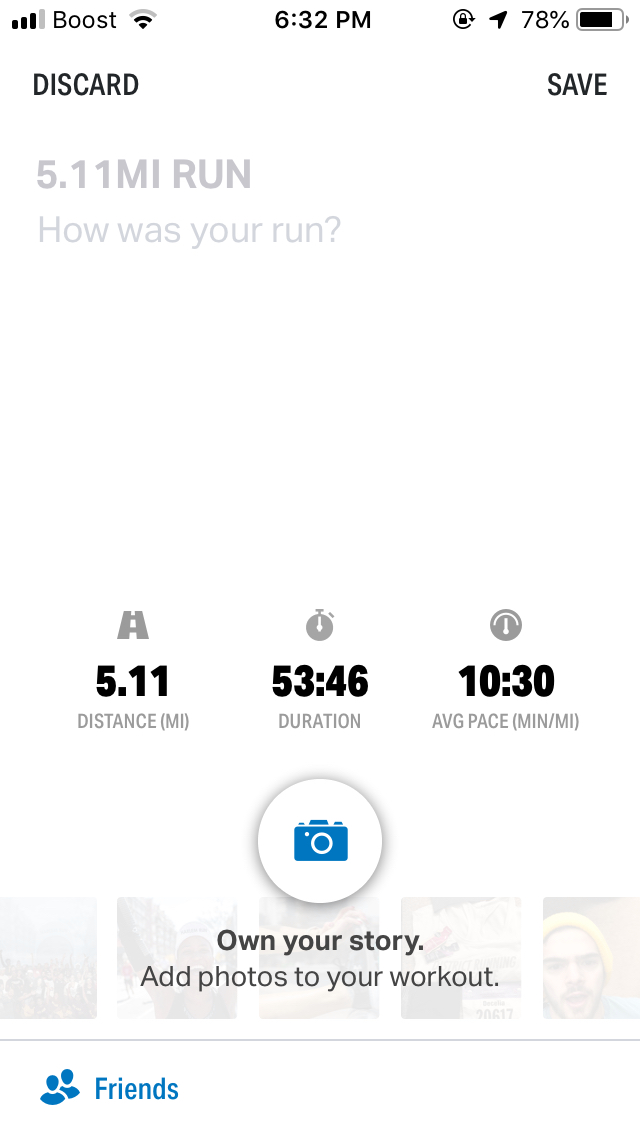 Boost 6:32 PM 78%
DISCARD SAVE
5.11MI RUN
How was your run?
5.11 53:46 10:30
DISTANCE (MI) DURATION AVG PACE (MIN/MI)
Own your story.
Add photos to your workout.
20617
Friends